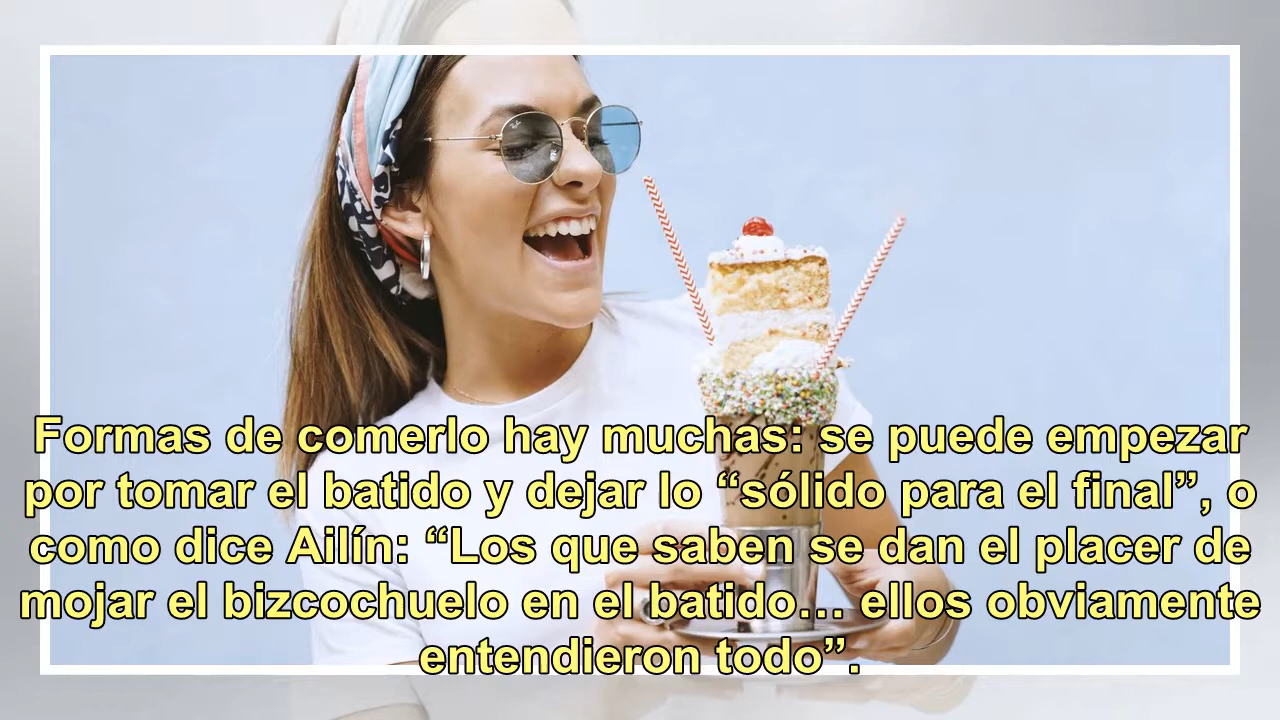 Formas de comerlo hay muchas: se puede empezar
por tomar el batido y dejar lo “sólido para el final”, o
como dice Ailín: “Los que saben se dan el placer de
mojar el bizcochuelo en el batido… ellos obviamente
entendieron todo”.